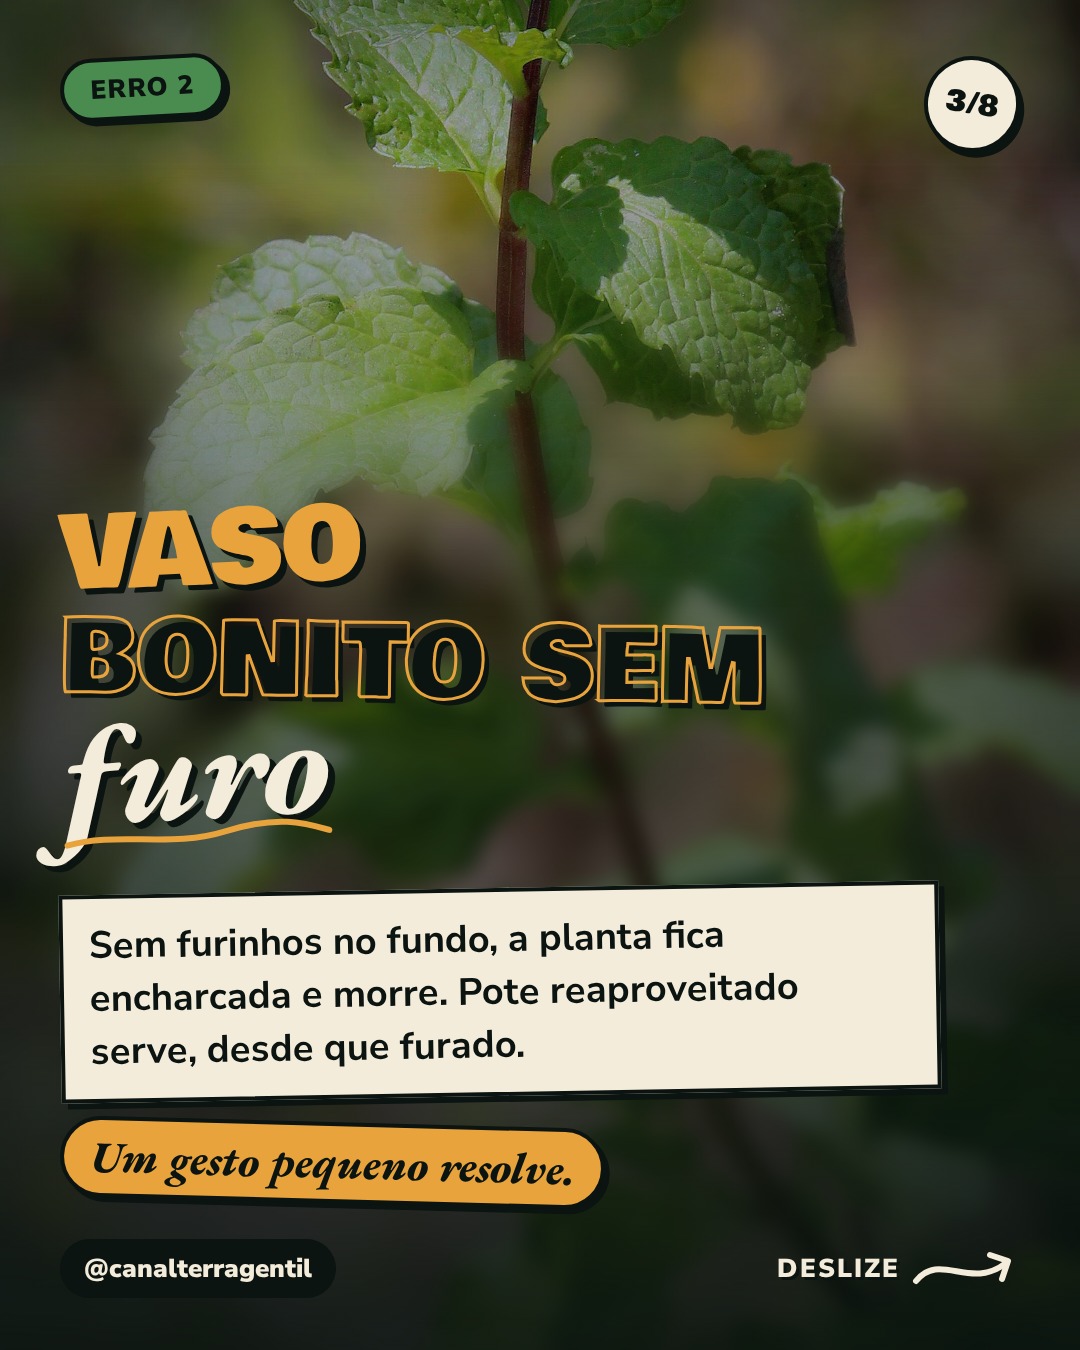 ERRO 2
3/8
VASO
BONITO SEM
furo
Sem furinhos no fundo, a planta fica
encharcada e morre. Pote reaproveitado
serve, desde que furado.
Um gesto pequeno resolve.
@canalterragentil
DESLIZE